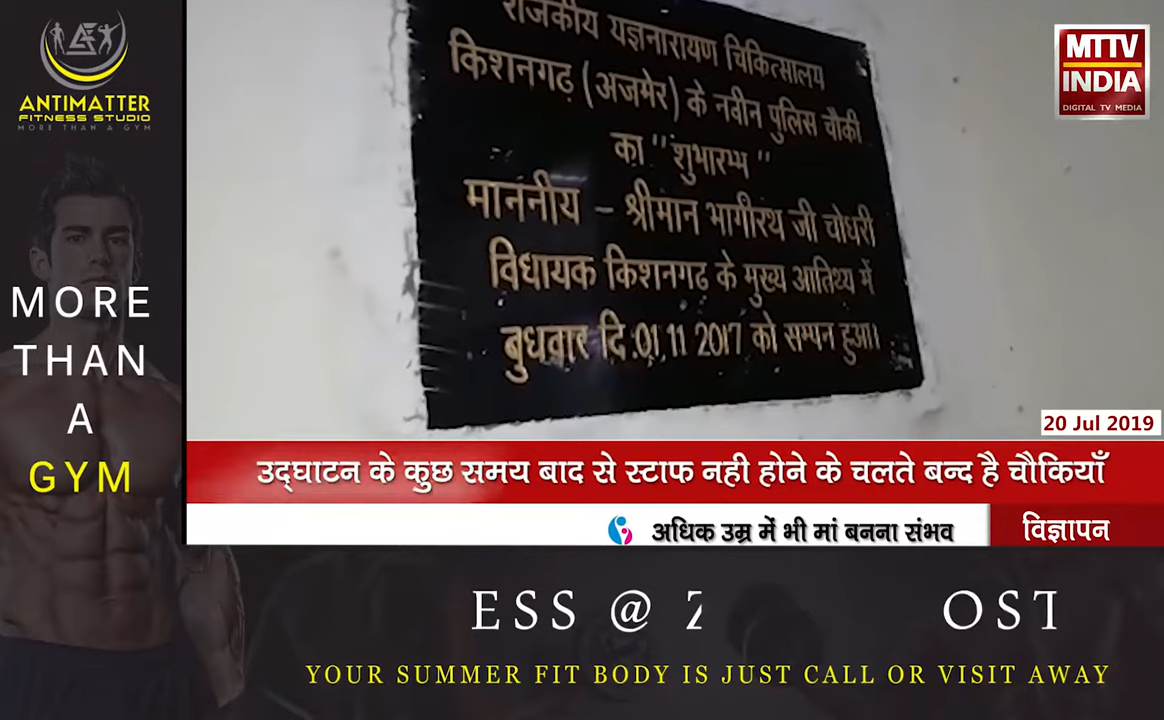 ANTIMATTER
FITNESS STUDIO
MORE THAN A GYM
MORE
THAN
A
GYM
राजकीय यज्ञनारायण चिकित्सालय
किशनगढ़ (अजमेर) के नवीन पुलिस चौकी
का "शुभारम्भ"
माननीय – श्रीमान भागीरथ जी चोधरी
विधायक किशनगढ़ के मुख्य आतिथ्य में
बुधवार दि.01.11 2017 को सम्पन हुआ।
MTTV
INDIA
DIGITAL TV MEDIA
20 Jul 2019
उद्घाटन के कुछ समय बाद से स्टाफ नही होने के चलते बन्द है चौकियाँ
अधिक उम्र में भी मां बनना संभव
विज्ञापन
ESS @ OST
YOUR SUMMER FIT BODY IS JUST CALL OR VISIT AWAY